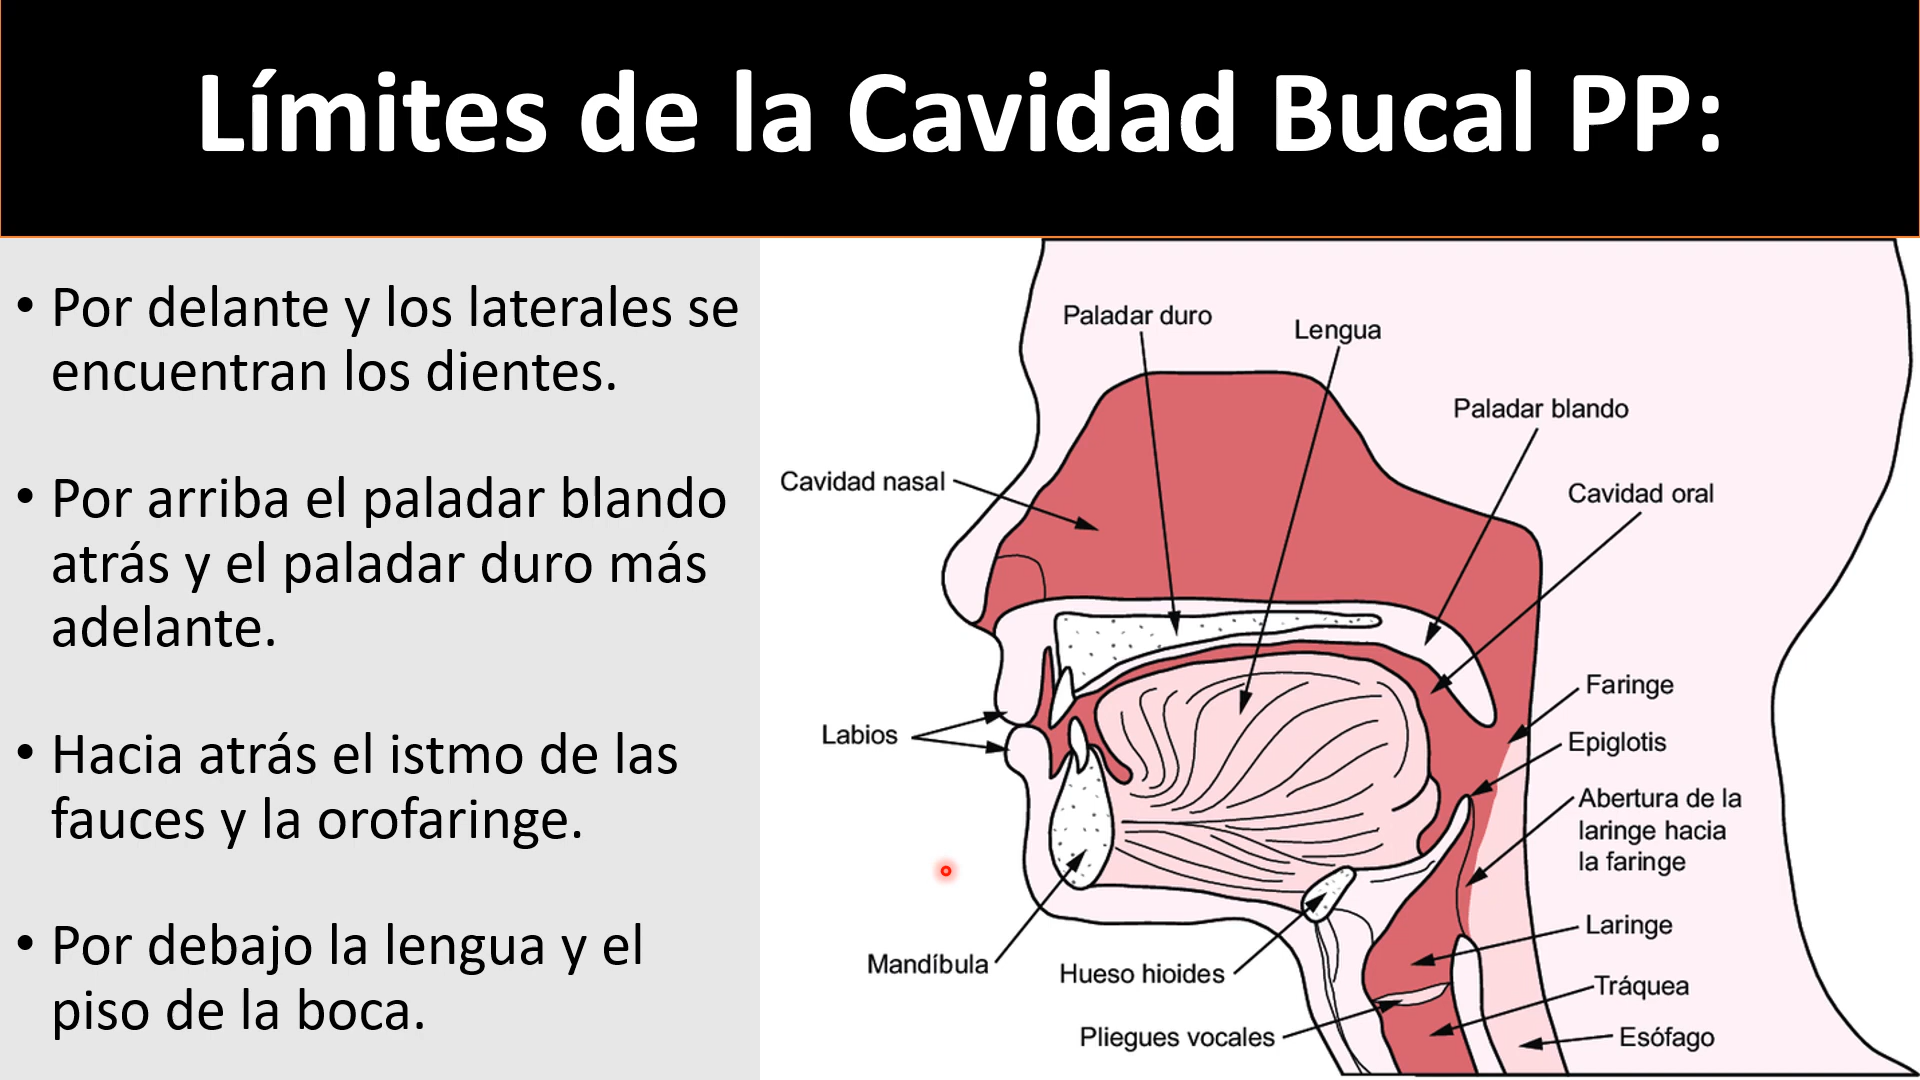 Límites de la Cavidad Bucal PP:
• Por delante y los laterales se
encuentran los dientes.
• Por arriba el paladar blando
atrás y el paladar duro más
adelante.
• Hacia atrás el istmo de las
fauces y la orofaringe.
• Por debajo la lengua y el
piso de la boca.
Paladar duro
Lengua
Paladar blando
Cavidad nasal
Cavidad oral
Faringe
Labios
Epiglotis
Abertura de la
laringe hacia
la faringe
Laringe
Mandíbula
Hueso hioides
Tráquea
Pliegues vocales
Esófago